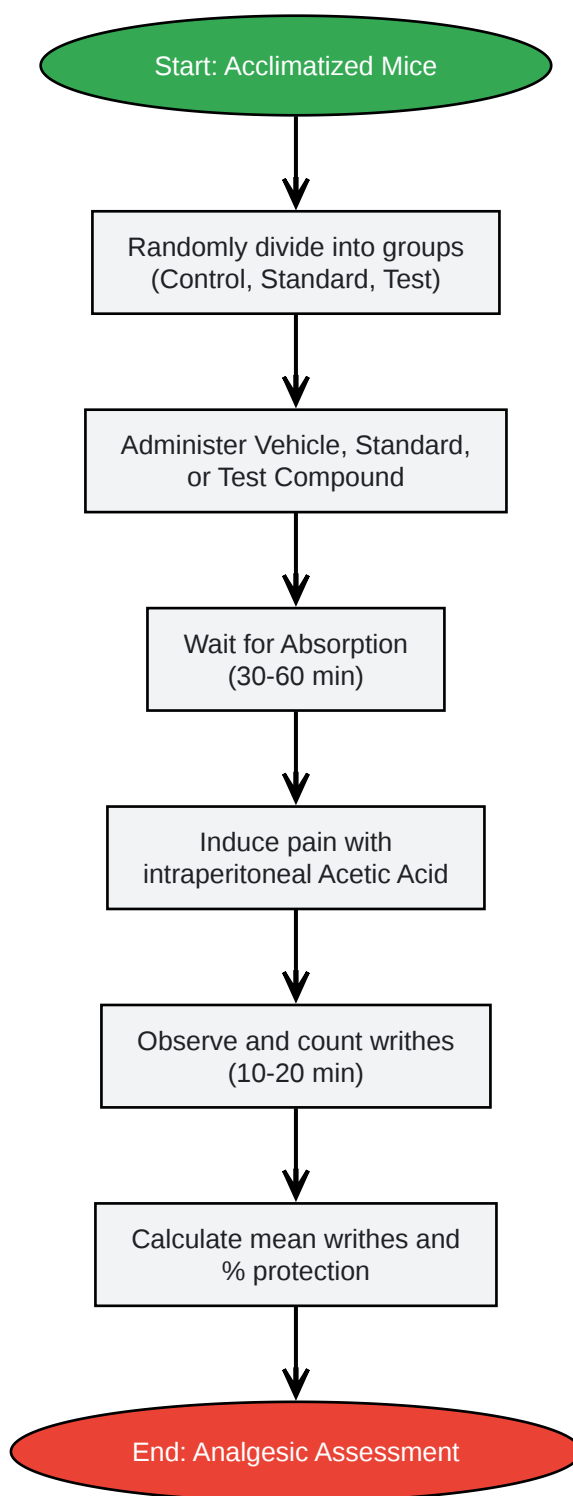 Start: Acclimatized Mice
Randomly divide into groups
(Control, Standard, Test)
Administer Vehicle, Standard,
or Test Compound
Wait for Absorption
(30-60 min)
Induce pain with
intraperitoneal Acetic Acid
Observe and count writhes
(10-20 min)
Calculate mean writhes and
% protection
End: Analgesic Assessment